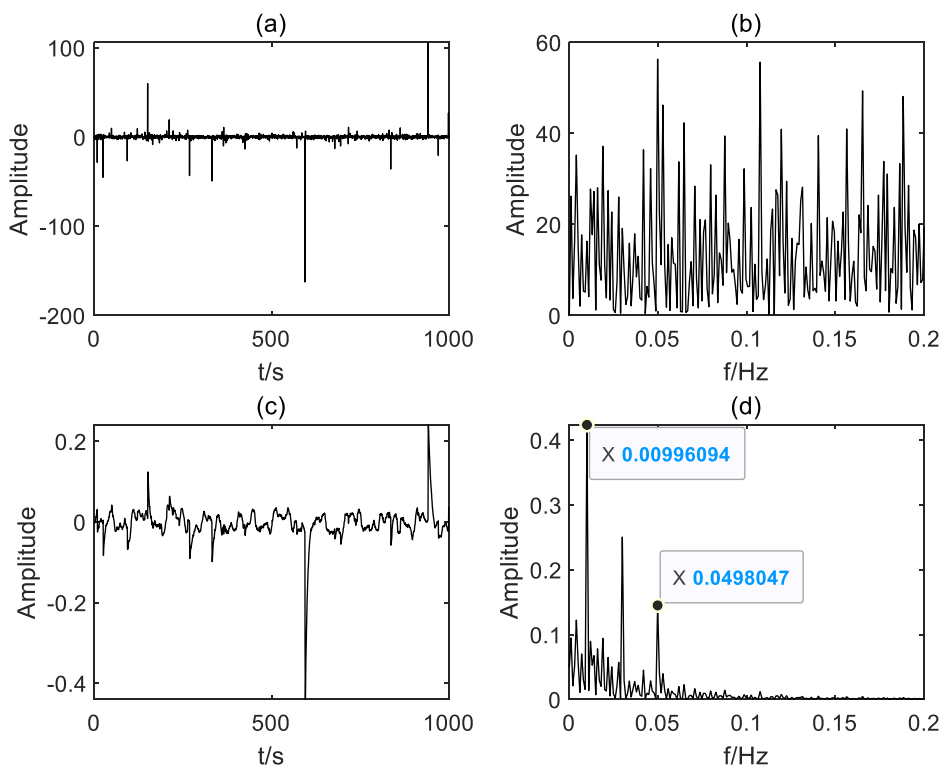 (a)
100
0
-100
-200
Amplitude
0
500
1000
t/s
(b)
60
40
20
0
Amplitude
0
0.05
0.1
0.15
0.2
f/Hz
(c)
0.2
0
-0.2
-0.4
Amplitude
0
500
1000
t/s
(d)
0.4
0.3
0.2
0.1
0
Amplitude
X 0.00996094
X 0.0498047
0
0.05
0.1
0.15
0.2
f/Hz